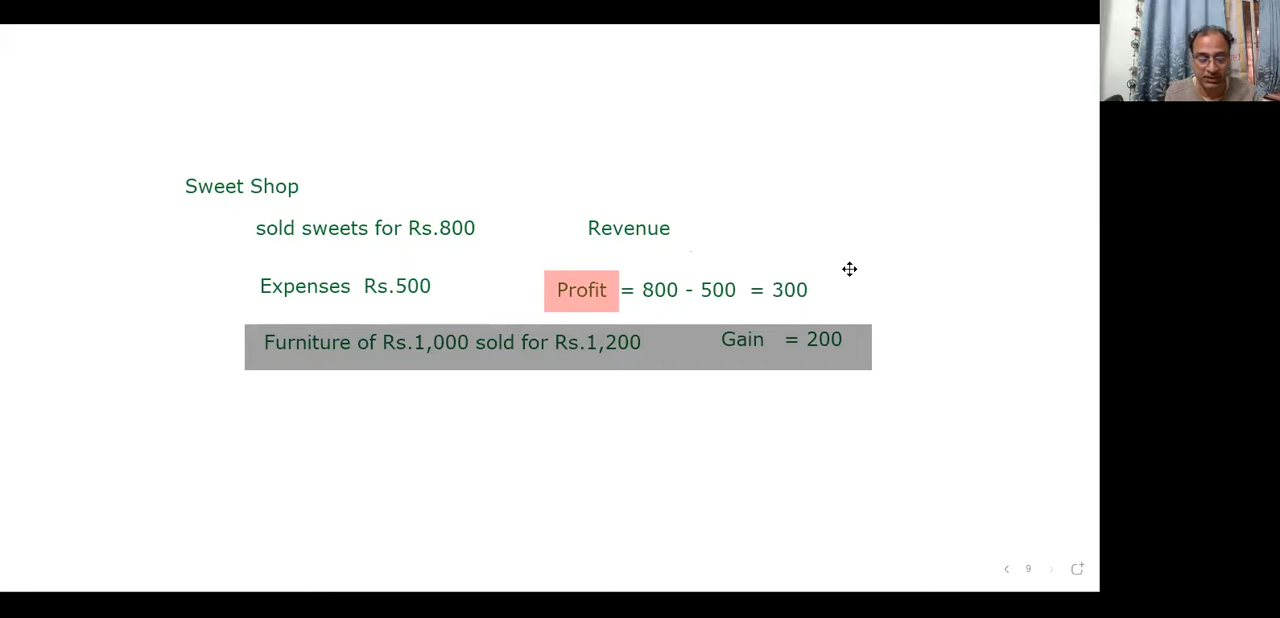 Sweet Shop
sold sweets for Rs.800 Revenue
Expenses Rs.500 Profit = 800 - 500 = 300
Furniture of Rs.1,000 sold for Rs.1,200 Gain = 200
9